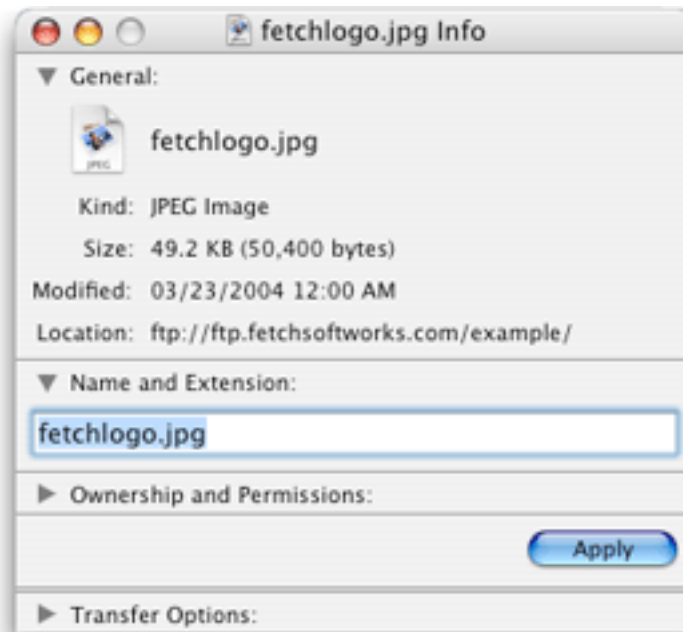 fetchlogo.jpg Info
General:
JPEG
fetchlogo.jpg
Kind: JPEG Image
Size: 49.2 KB (50,400 bytes)
Modified: 03/23/2004 12:00 AM
Location: ftp://ftp.fetchsoftworks.com/example/
Name and Extension:
fetchlogo.jpg
Ownership and Permissions:
Apply
Transfer Options: